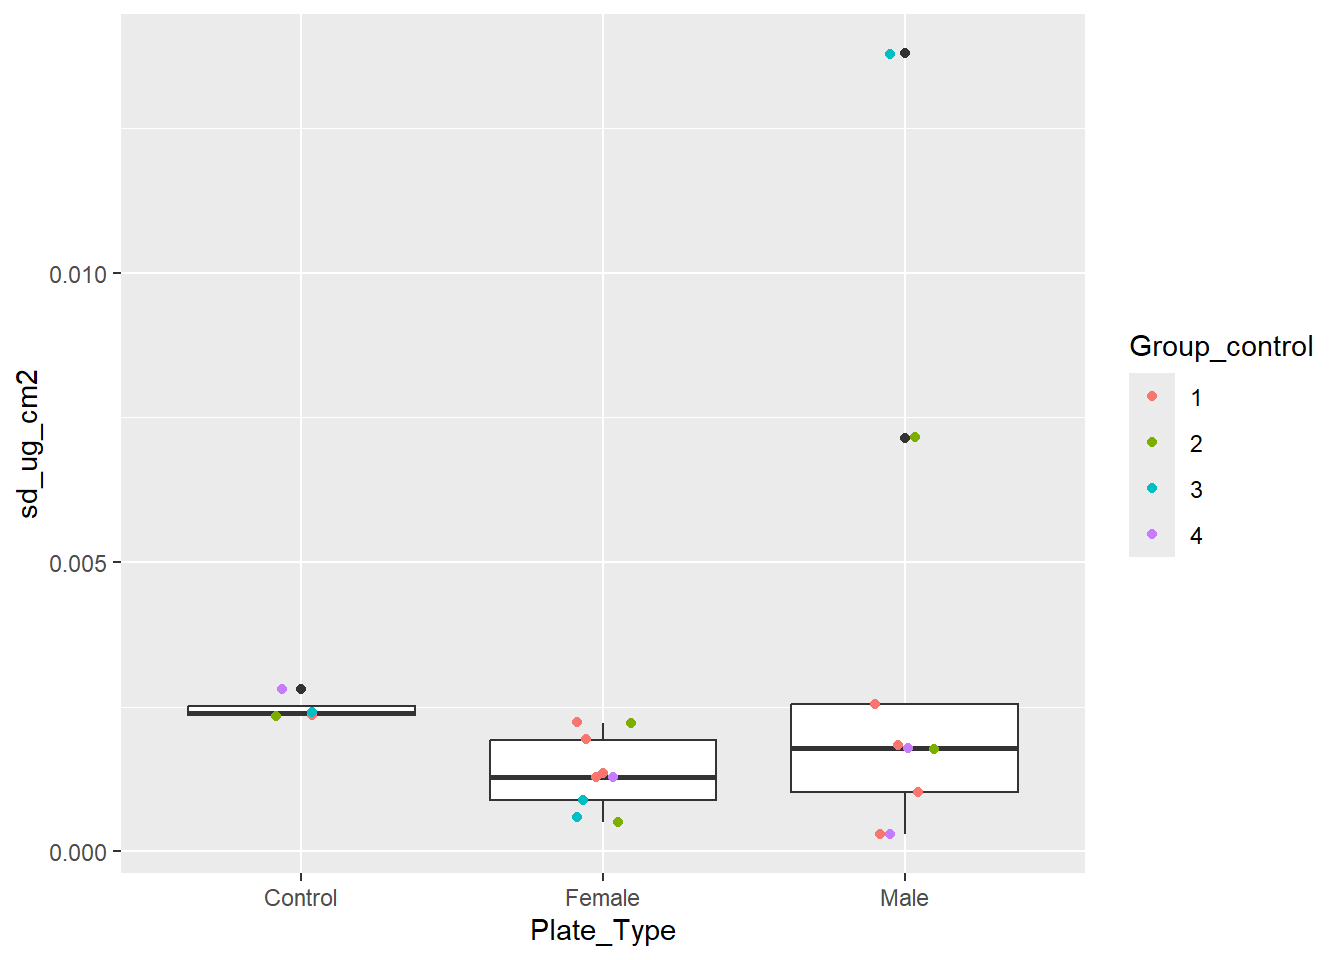 sd_ug_cm2
0.010
0.005
0.000
Control
Female
Male
Plate_Type
Group_control
1
2
3
4